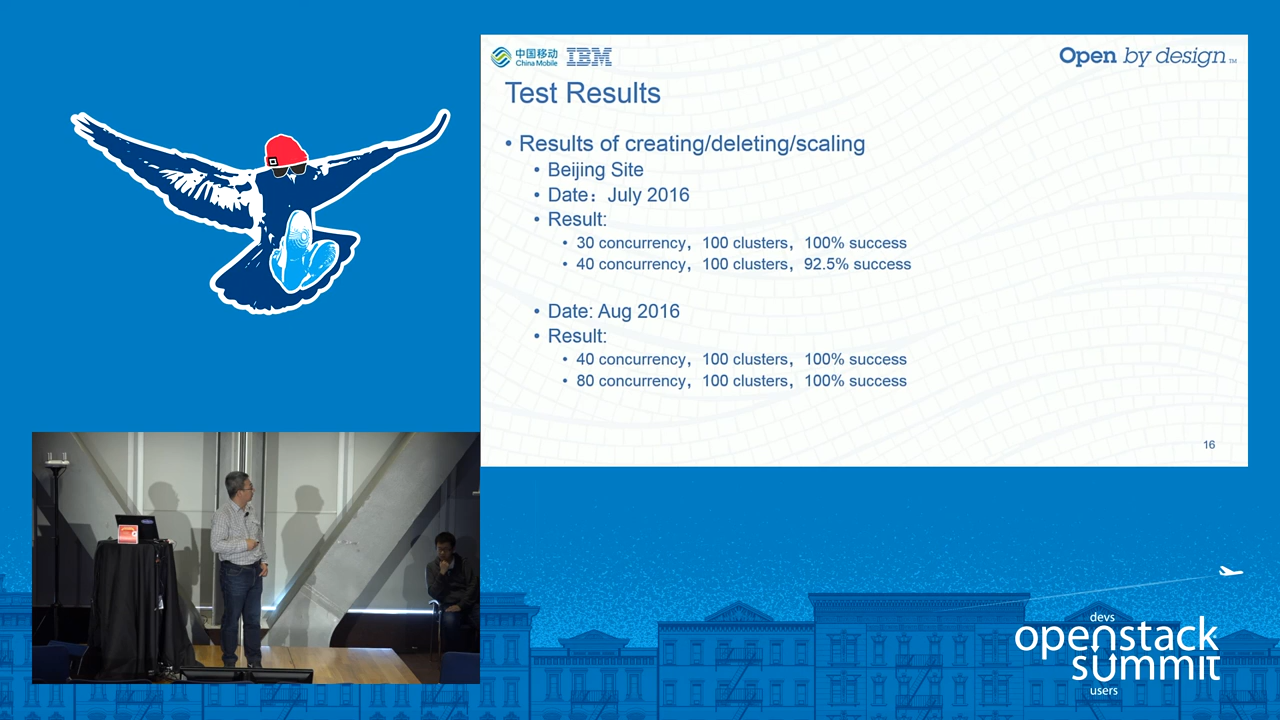 中国移动
China Mobile
IBM
Open by design™
Test Results
• Results of creating/deleting/scaling
• Beijing Site
• Date：July 2016
• Result:
• 30 concurrency，100 clusters，100% success
• 40 concurrency，100 clusters，92.5% success
• Date: Aug 2016
• Result:
• 40 concurrency，100 clusters，100% success
• 80 concurrency，100 clusters，100% success
16
devs
openstack
summit
users